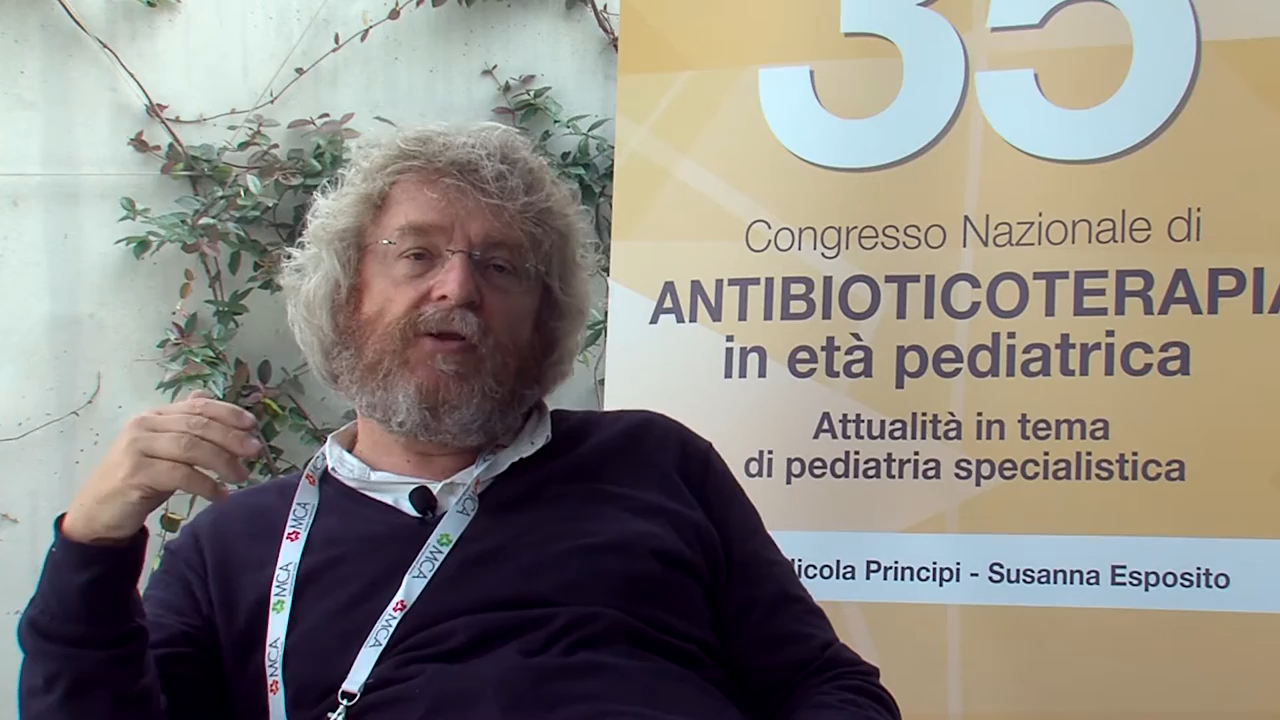 35
Congresso Nazionale di
ANTIBIOTICOTERAPIA
in età pediatrica
Attualità in tema
di pediatria specialistica
Nicola Principi - Susanna Esposito
MCA
MCA
MCA
MCA
MCA